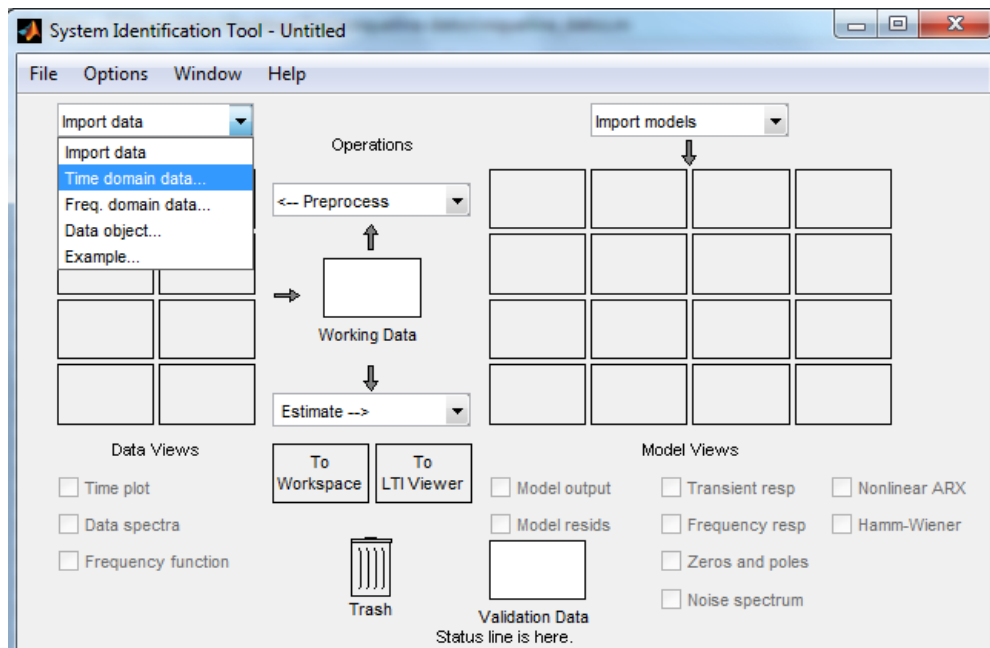 System Identification Tool - Untitled
File Options Window Help
Import data
Import data
Time domain data...
Freq. domain data...
Data object...
Example...
Operations
<-- Preprocess
Working Data
Estimate -->
To
Workspace
To
LTI Viewer
Import models
Data Views
Time plot
Data spectra
Frequency function
Trash
Model Views
Model output
Transient resp
Nonlinear ARX
Model resids
Frequency resp
Hamm-Wiener
Zeros and poles
Noise spectrum
Validation Data
Status line is here.